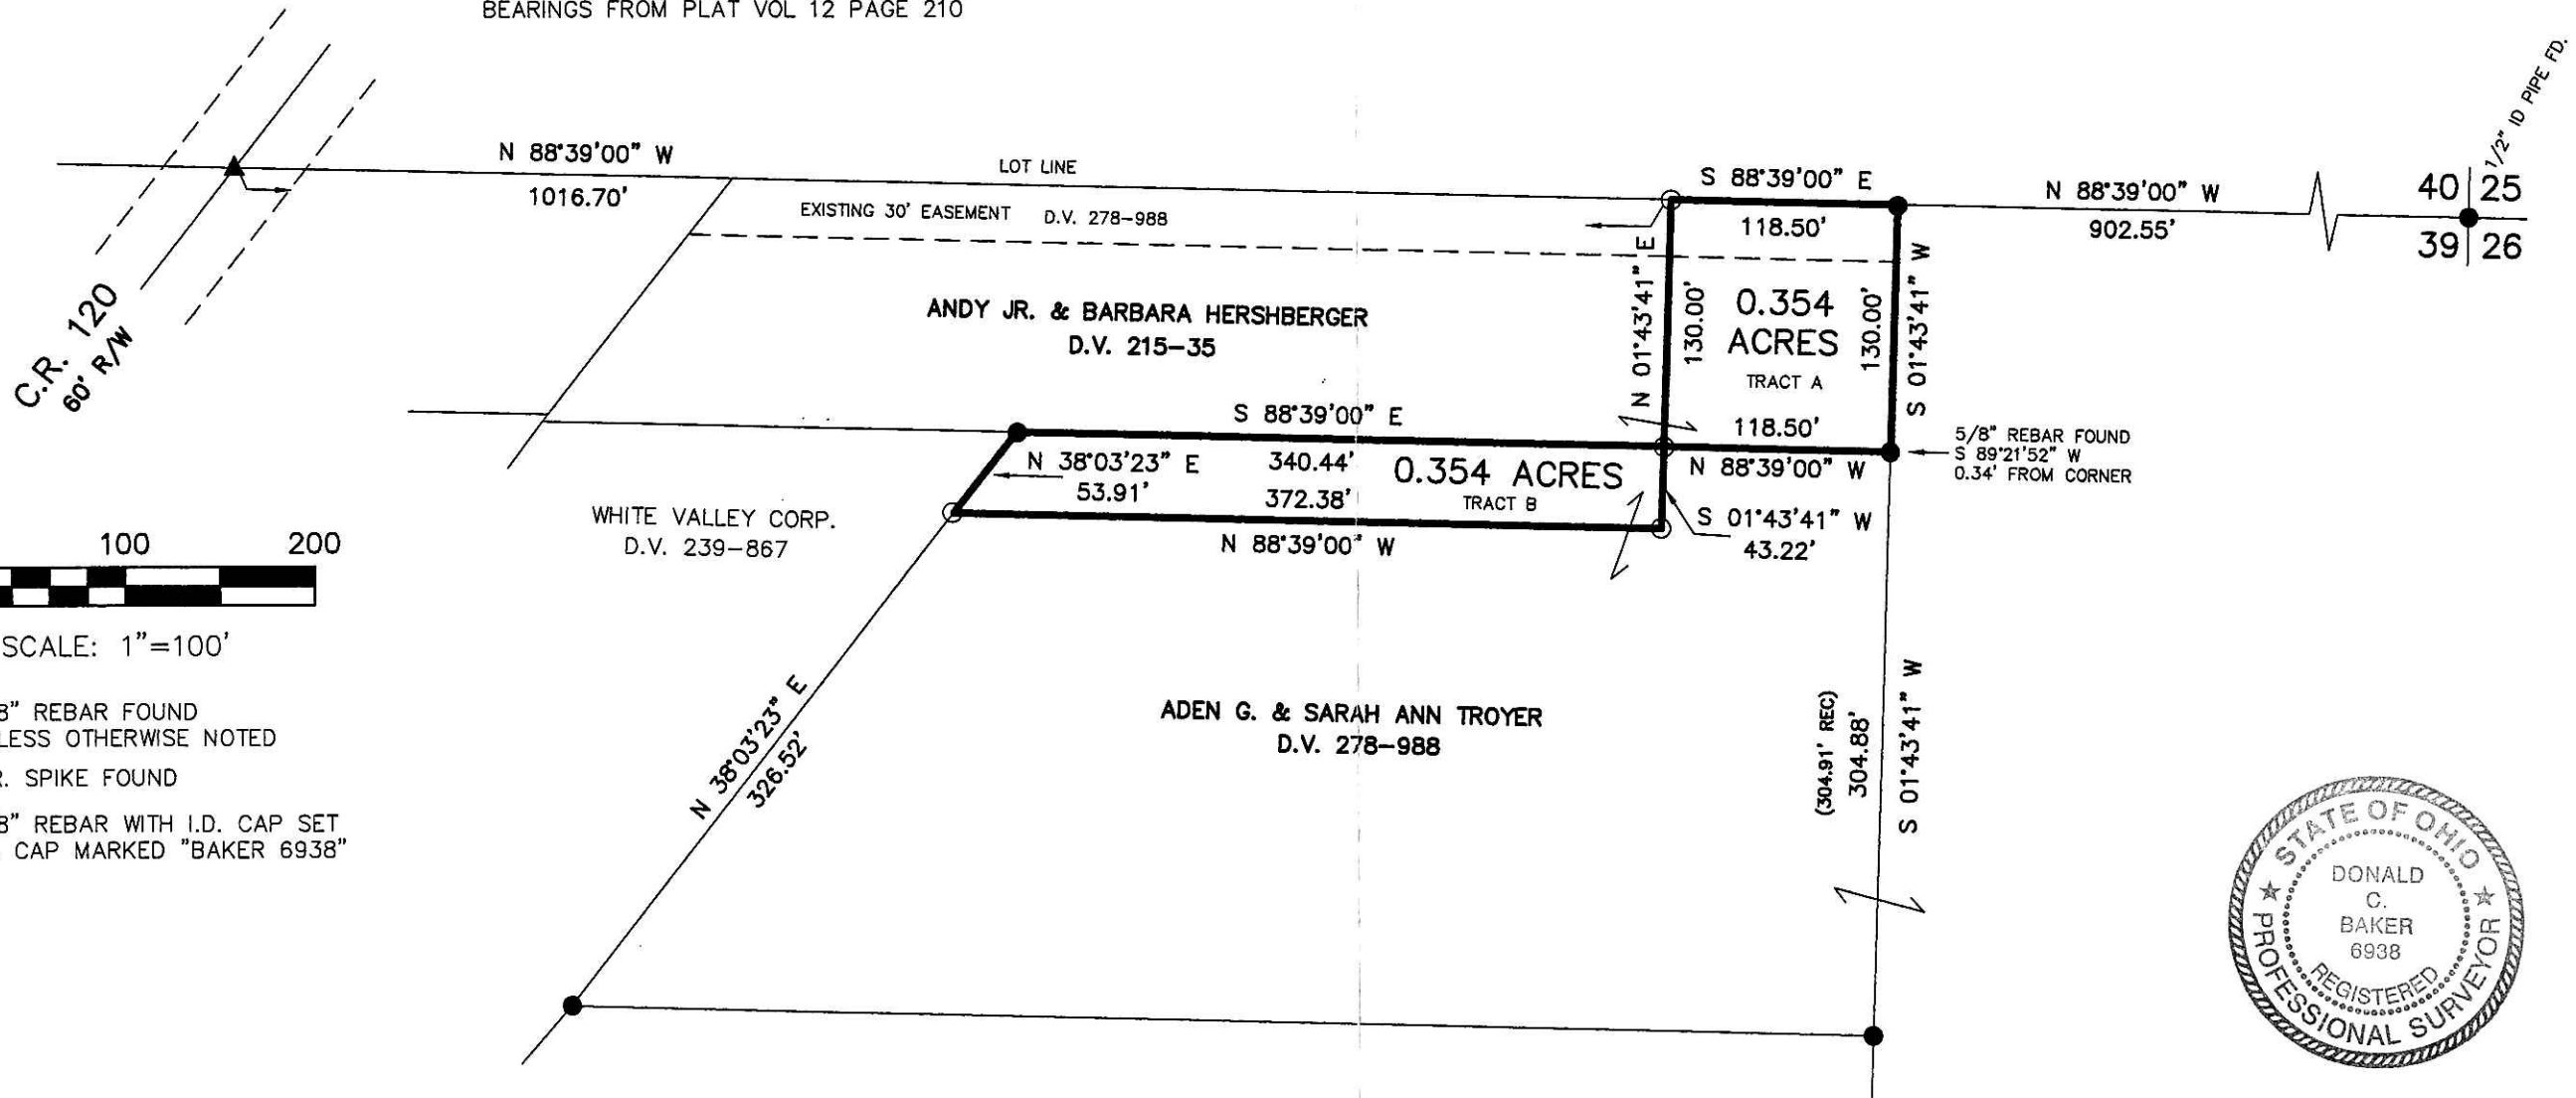 BEARINGS FROM PLAT VOL 12 PAGE 210
1/2" ID PIPE FD.
N 88°39'00" W
1016.70'
LOT LINE
S 88°39'00" E
118.50'
N 88°39'00" W
902.55'
40 25
39 26
EXISTING 30' EASEMENT D.V. 278-988
C.R. 120
60' R/W
ANDY JR. & BARBARA HERSHBERGER
D.V. 215-35
N 01°43'41" E
130.00'
0.354
ACRES
TRACT A
130.00'
S 01°43'41" W
118.50'
N 88°39'00" W
5/8" REBAR FOUND
S 89°21'52" W
0.34' FROM CORNER
S 88°39'00" E
340.44'
N 38°03'23" E
53.91'
372.38'
0.354 ACRES
TRACT B
N 88°39'00" W
S 01°43'41" W
43.22'
WHITE VALLEY CORP.
D.V. 239-867
100 200
SCALE: 1"=100'
8" REBAR FOUND
LESS OTHERWISE NOTED
R. SPIKE FOUND
8" REBAR WITH I.D. CAP SET
CAP MARKED "BAKER 6938"
N 38°03'23" E
326.52'
ADEN G. & SARAH ANN TROYER
D.V. 278-988
(304.91' REC)
304.88'
S 01°43'41" W
STATE OF OHIO
DONALD
C.
BAKER
6938
REGISTERED
PROFESSIONAL SURVEYOR